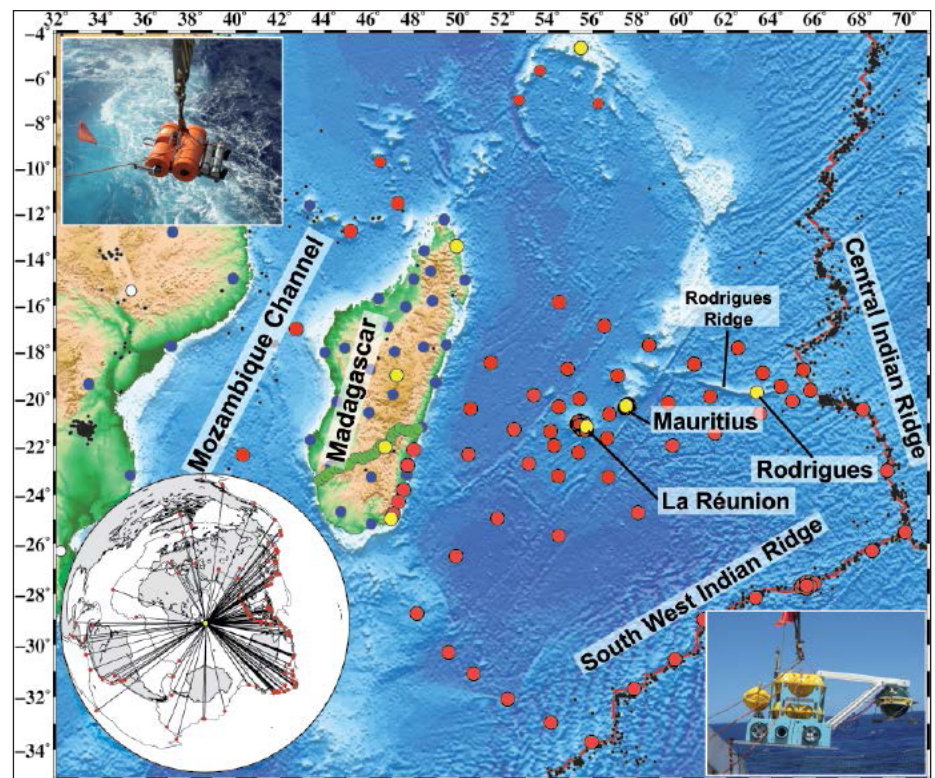 32° 34° 36° 38° 40° 42° 44° 46° 48° 50° 52° 54° 56° 58° 60° 62° 64° 66° 68° 70°
−4°
−6°
−8°
−10°
−12°
−14°
−16°
−18°
−20°
−22°
−24°
−26°
−28°
−30°
−32°
−34°
Mozambique Channel
Madagascar
Rodrigues
Ridge
Central Indian Ridge
Mauritius
Rodrigues
La Réunion
South West Indian Ridge